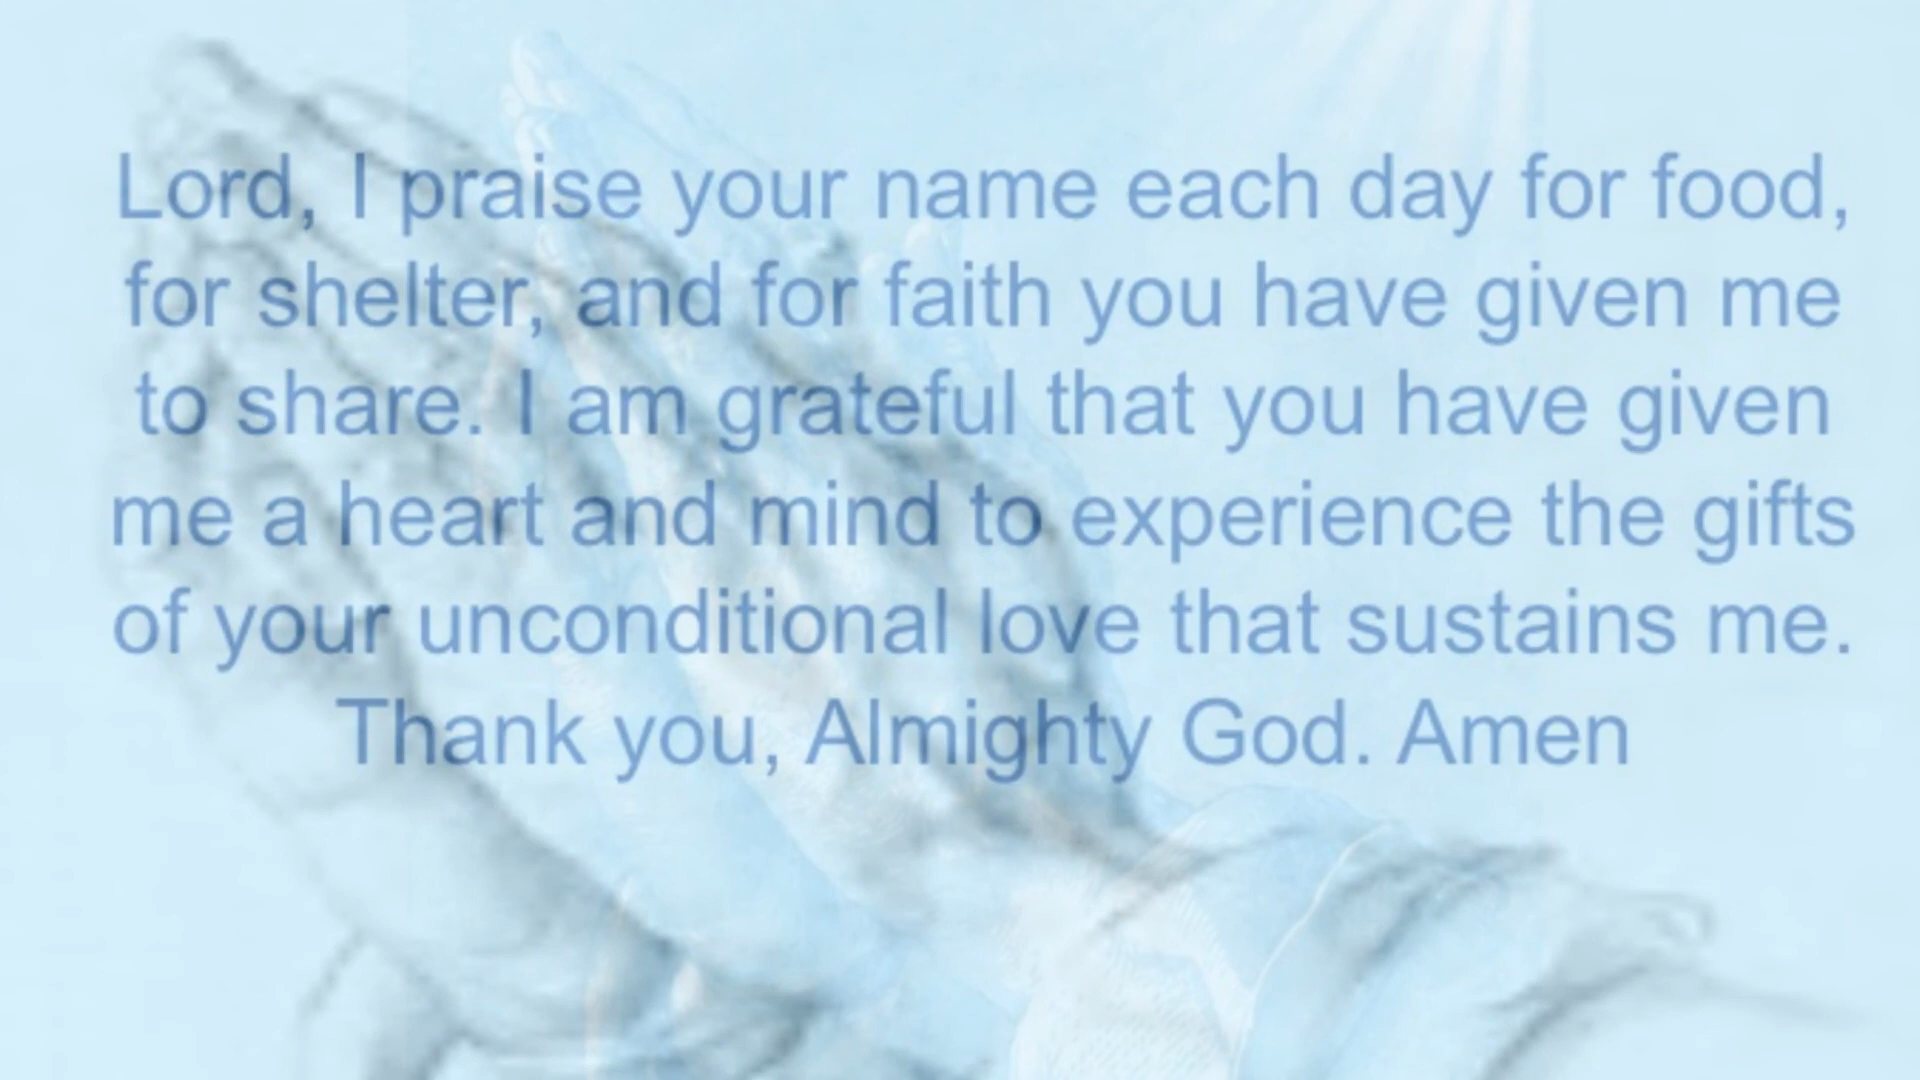 Lord, I praise your name each day for food,
for shelter, and for faith you have given me
to share. I am grateful that you have given
me a heart and mind to experience the gifts
of your unconditional love that sustains me.
Thank you, Almighty God. Amen